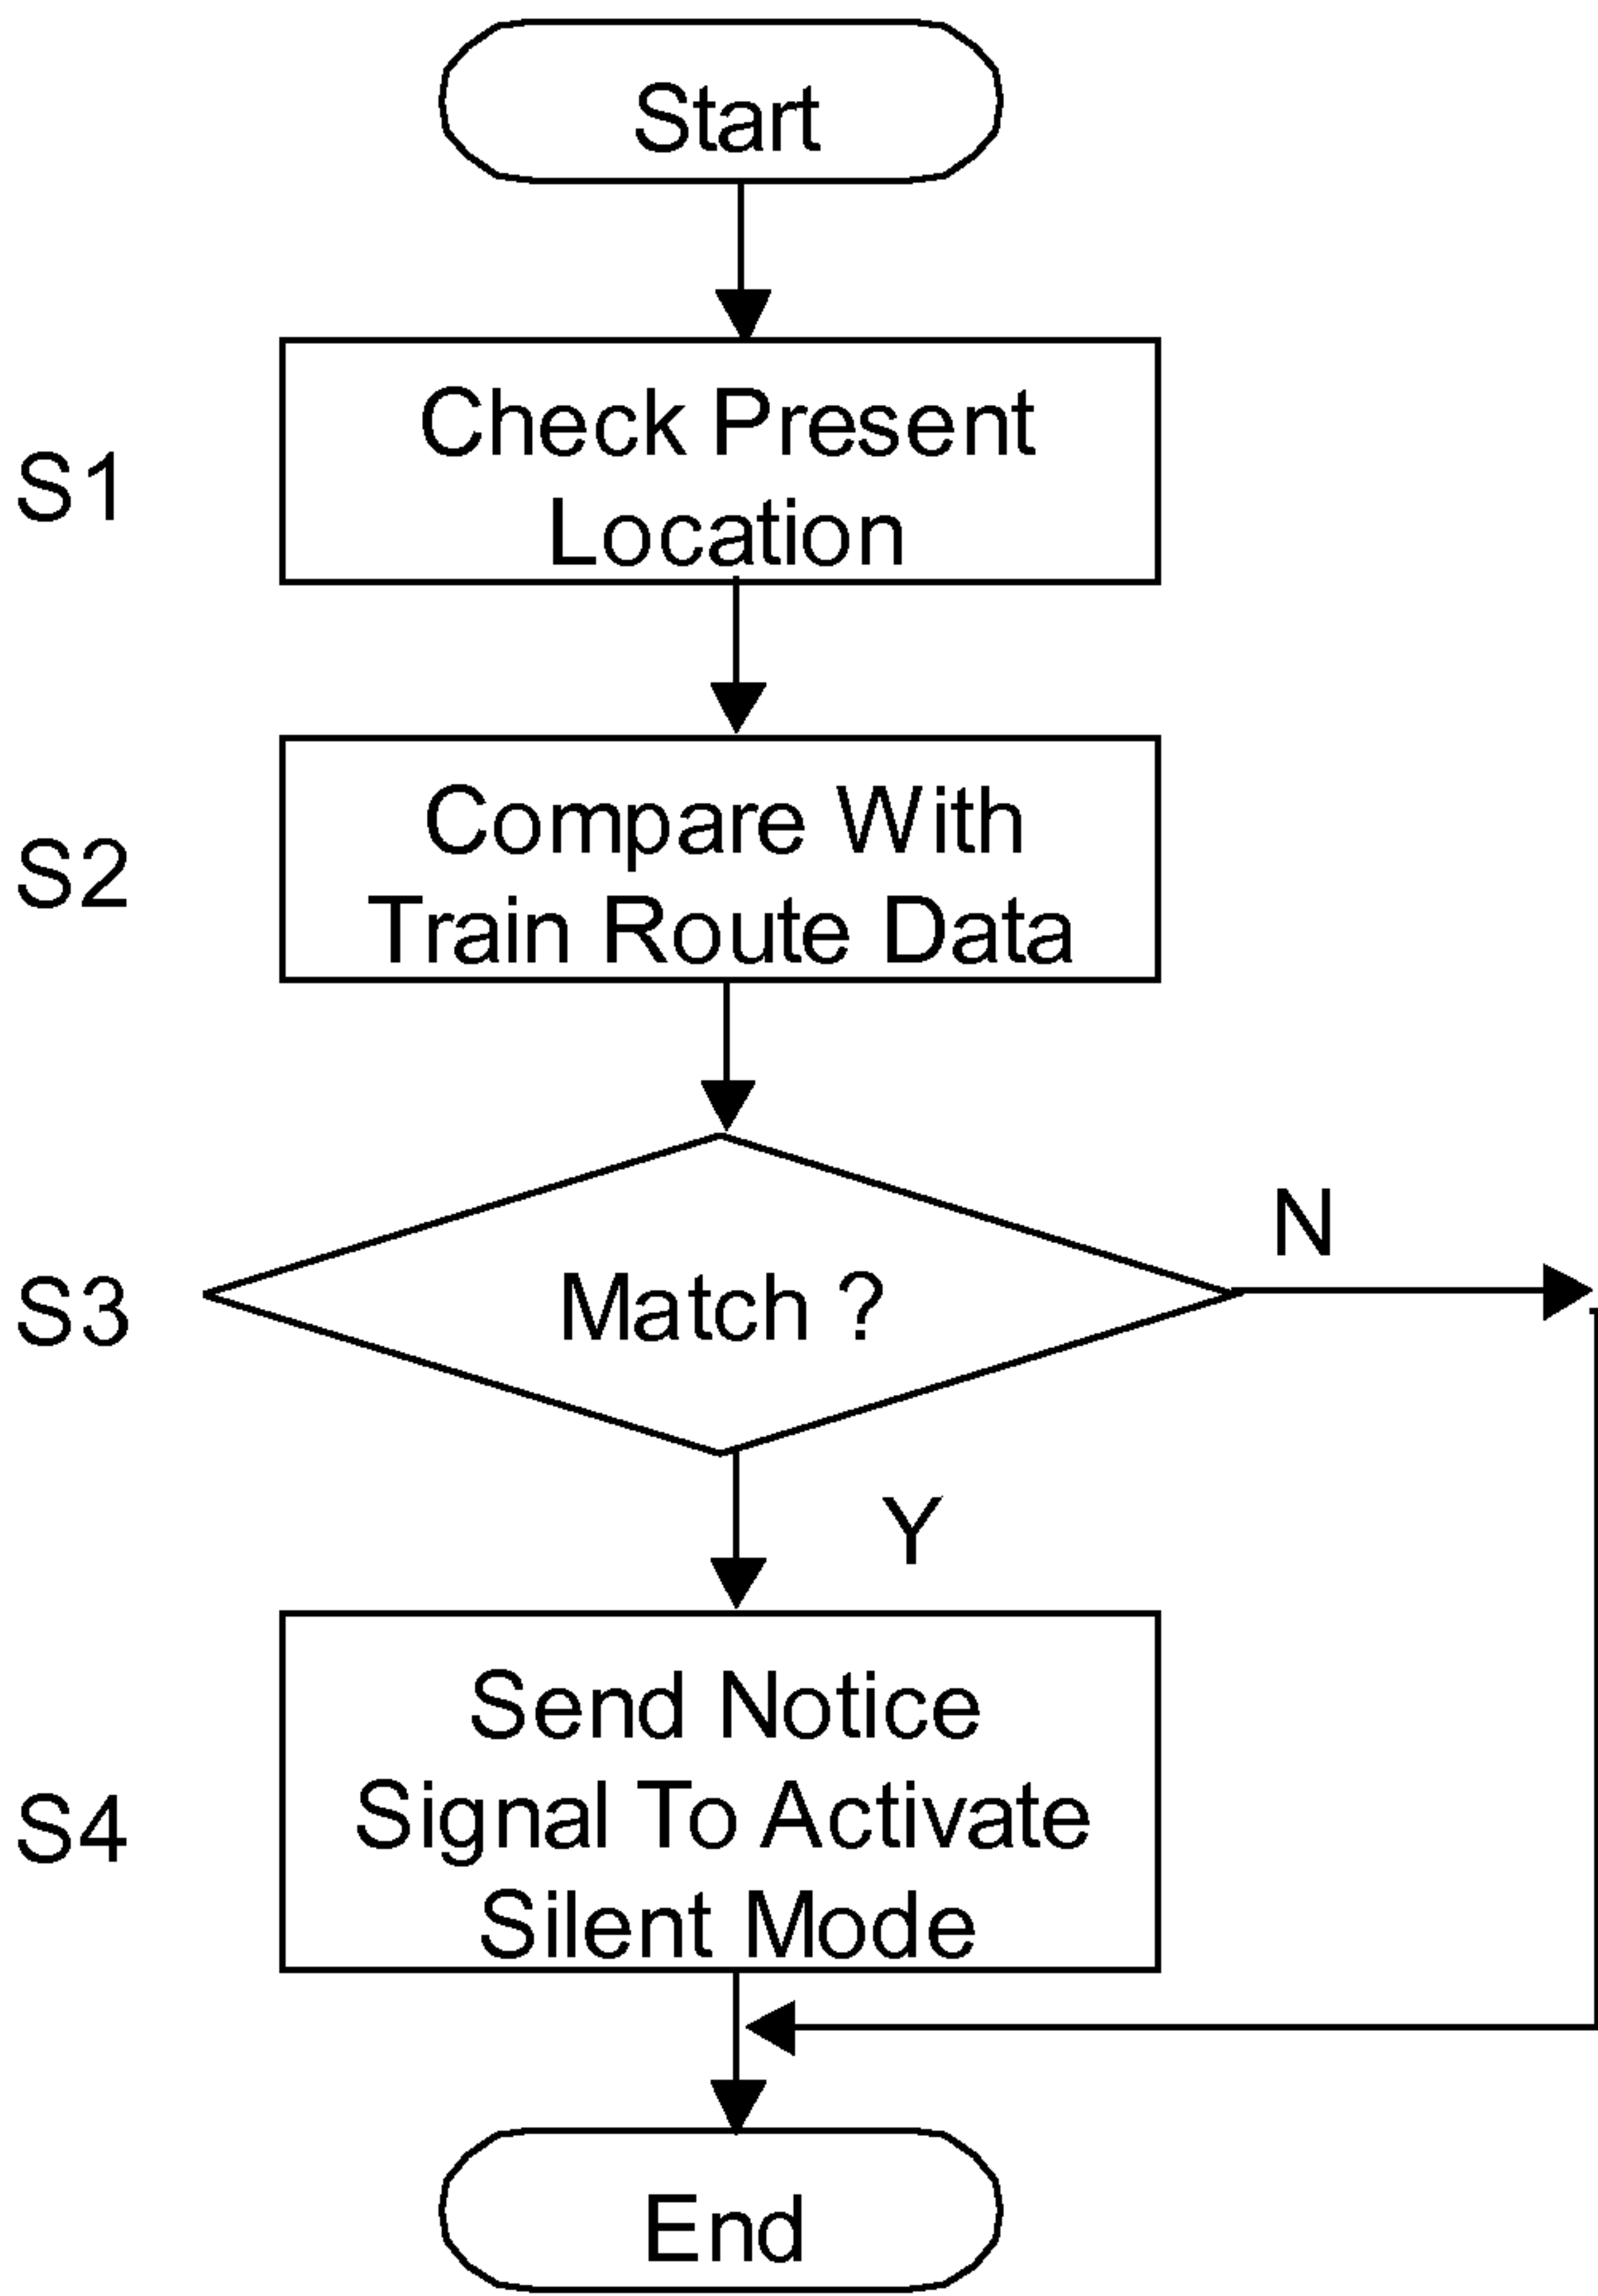 Start
S1
Check Present
Location
S2
Compare With
Train Route Data
S3
Match ?
N
Y
S4
Send Notice
Signal To Activate
Silent Mode
End